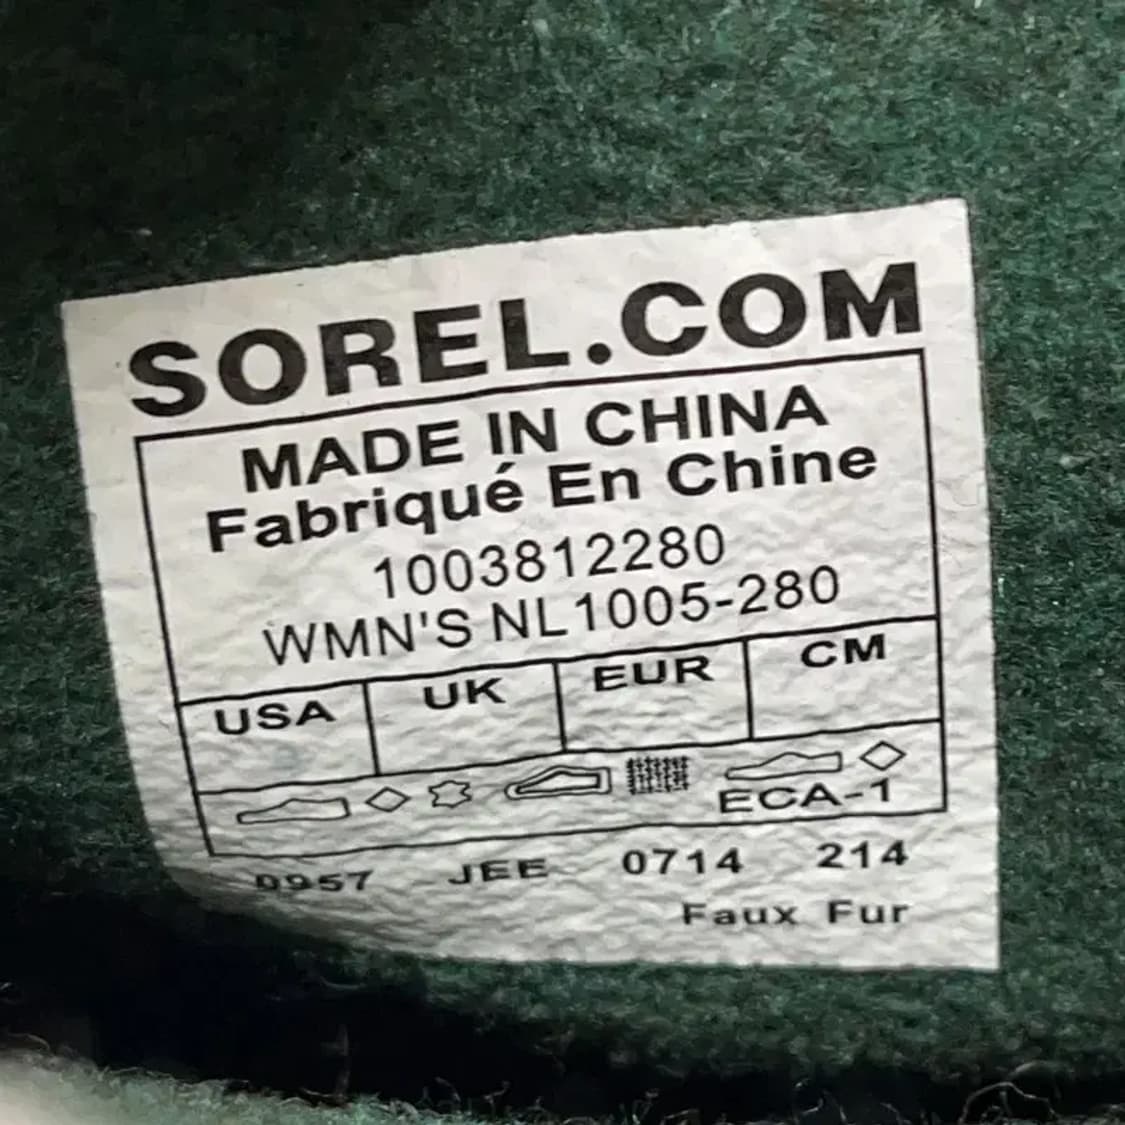 SOREL.COM
MADE IN CHINA
Fabriqué En Chine
1003812280
WMN'S NL1005-280
USA UK EUR CM
ECA-1
0957 JEE 0714 214
Faux Fur